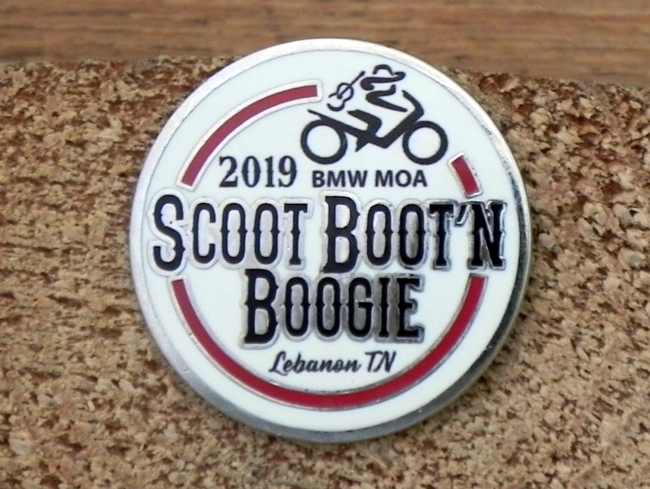 2019 BMW MOA
SCOOT BOOT'N
BOOGIE
Lebanon TN